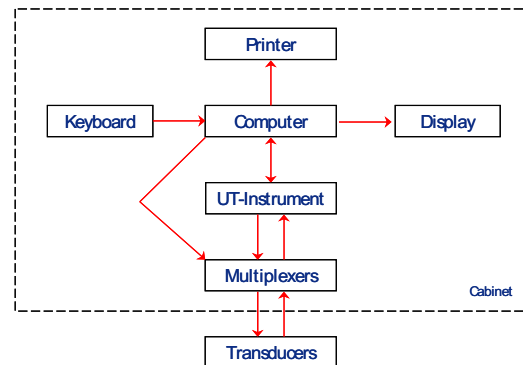 Printer
Keyboard
Computer
Display
UT-Instrument
Multiplexers
Cabinet
Transducers